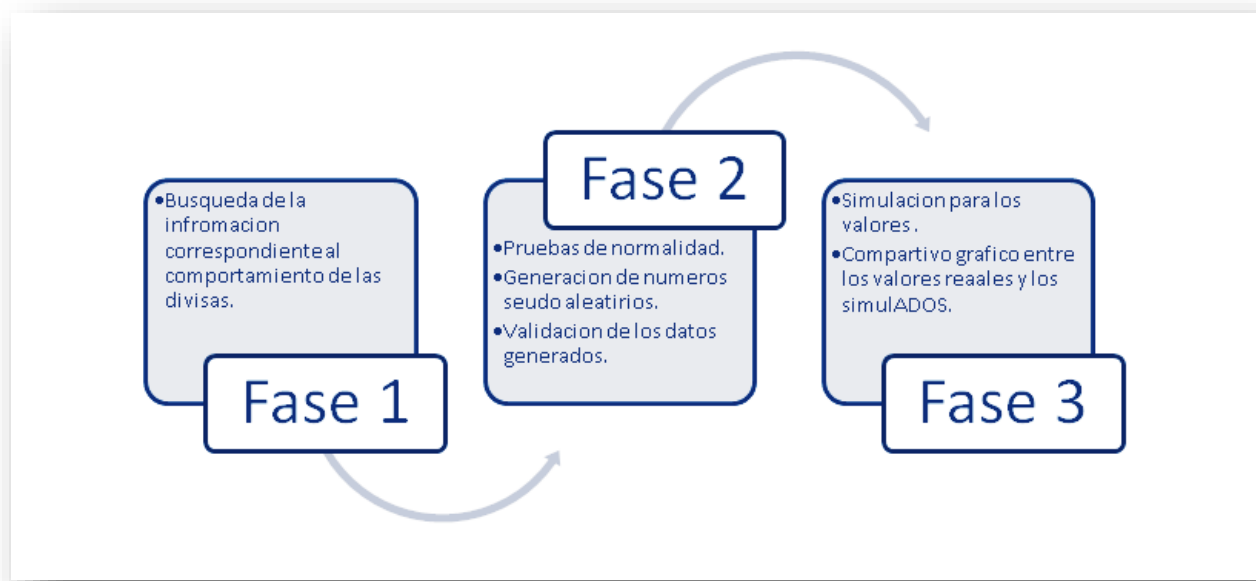 •Busqueda de la
infromacion
correspondiente al
comportamiento de las
divisas.
Fase 1
Fase 2
•Pruebas de normalidad.
•Generacion de numeros
seudo aleatirios.
•Validacion de los datos
generados.
•Simulacion para los
valores .
•Compartivo grafico entre
los valores reaales y los
simulADOS.
Fase 3